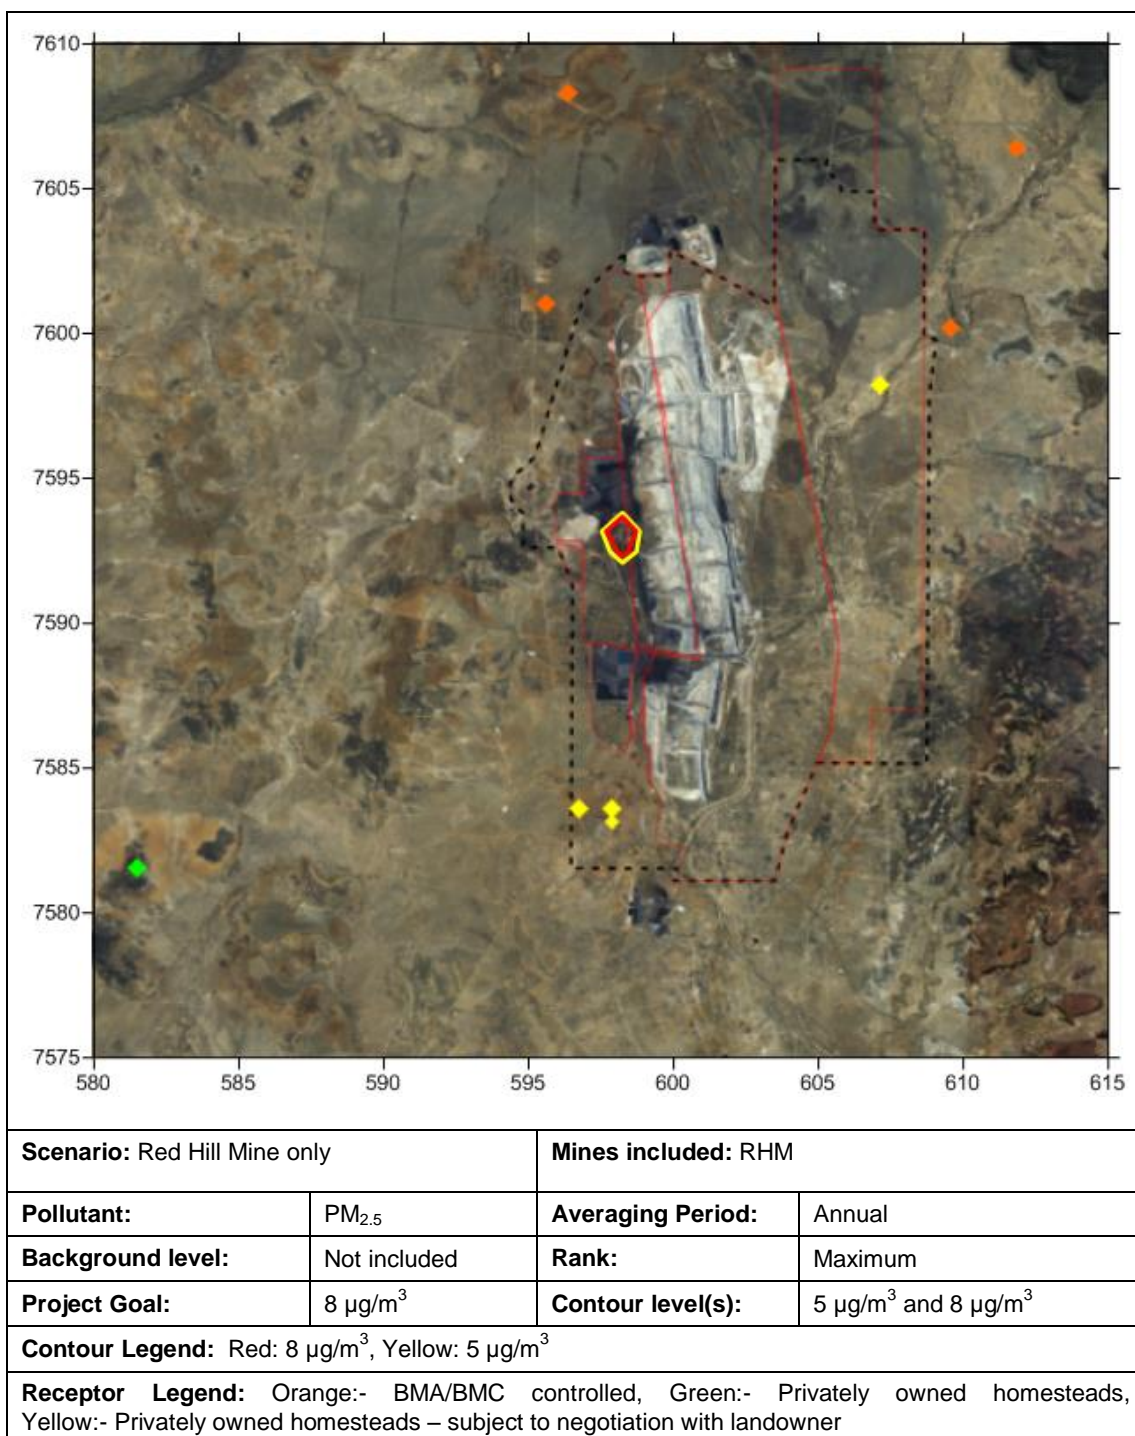 7610
7605
7600
7595
7590
7585
7580
7575
580 585 590 595 600 605 610 615
Scenario: Red Hill Mine only Mines included: RHM
Pollutant: PM2.5 Averaging Period: Annual
Background level: Not included Rank: Maximum
Project Goal: 8 µg/m³ Contour level(s): 5 µg/m³ and 8 µg/m³
Contour Legend: Red: 8 µg/m³, Yellow: 5 µg/m³
Receptor Legend: Orange:- BMA/BMC controlled, Green:- Privately owned homesteads,
Yellow:- Privately owned homesteads – subject to negotiation with landowner